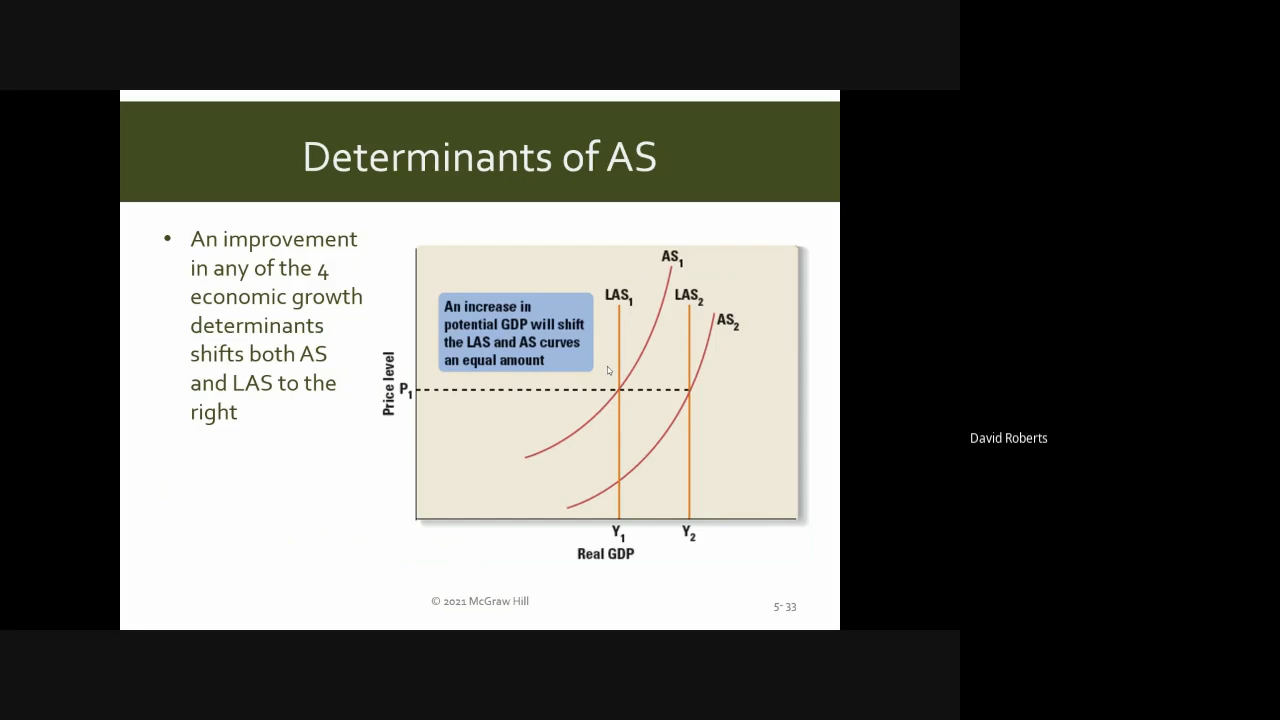 Determinants of AS
• An improvement
in any of the 4
economic growth
determinants
shifts both AS
and LAS to the
right
AS1
LAS1
LAS2
AS2
An increase in
potential GDP will shift
the LAS and AS curves
an equal amount
Price level
P1
Y1
Y2
Real GDP
© 2021 McGraw Hill
5- 33
David Roberts